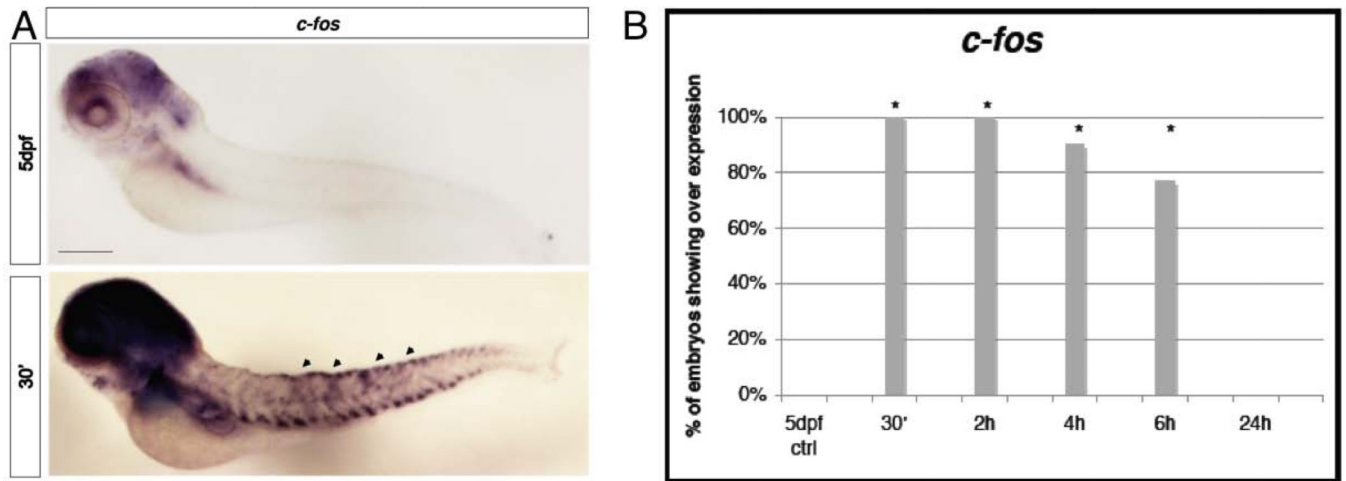 A
c-fos
5dpf
30'
B
c-fos
% of embryos showing over expression
* * * *
100%
80%
60%
40%
20%
0%
5dpf ctrl 30' 2h 4h 6h 24h